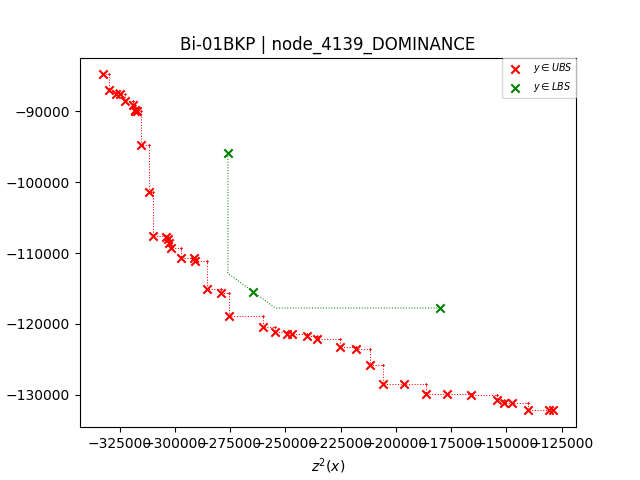 Bi-01BKP | node_4139_DOMINANCE
y ∈ UBS
y ∈ LBS
−90000
−100000
−110000
−120000
−130000
−325000 −300000 −275000 −250000 −225000 −200000 −175000 −150000 −125000
z²(x)